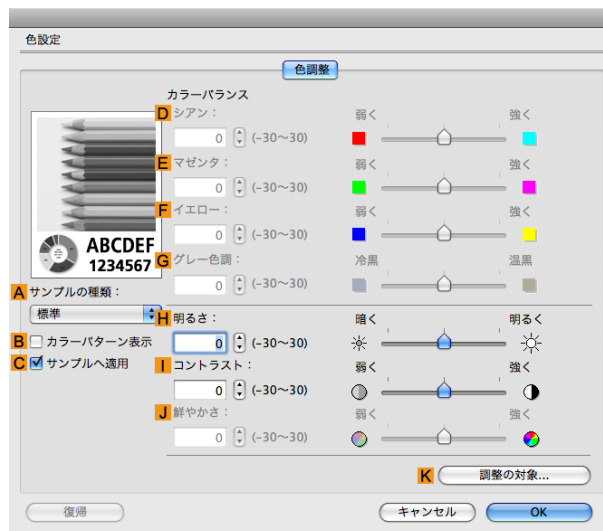 色設定
色調整
カラーバランス
D シアン： 弱く 強く
0 (-30～30)
E マゼンタ： 弱く 強く
0 (-30～30)
F イエロー： 弱く 強く
0 (-30～30)
G グレー色調： 冷黒 温黒
0 (-30～30)
ABCDEF
1234567
A サンプルの種類：
標準
B カラーパターン表示
C サンプルへ適用
H 明るさ： 暗く 明るく
0 (-30～30)
I コントラスト： 弱く 強く
0 (-30～30)
J 鮮やかさ： 弱く 強く
0 (-30～30)
K 調整の対象...
復帰 キャンセル OK